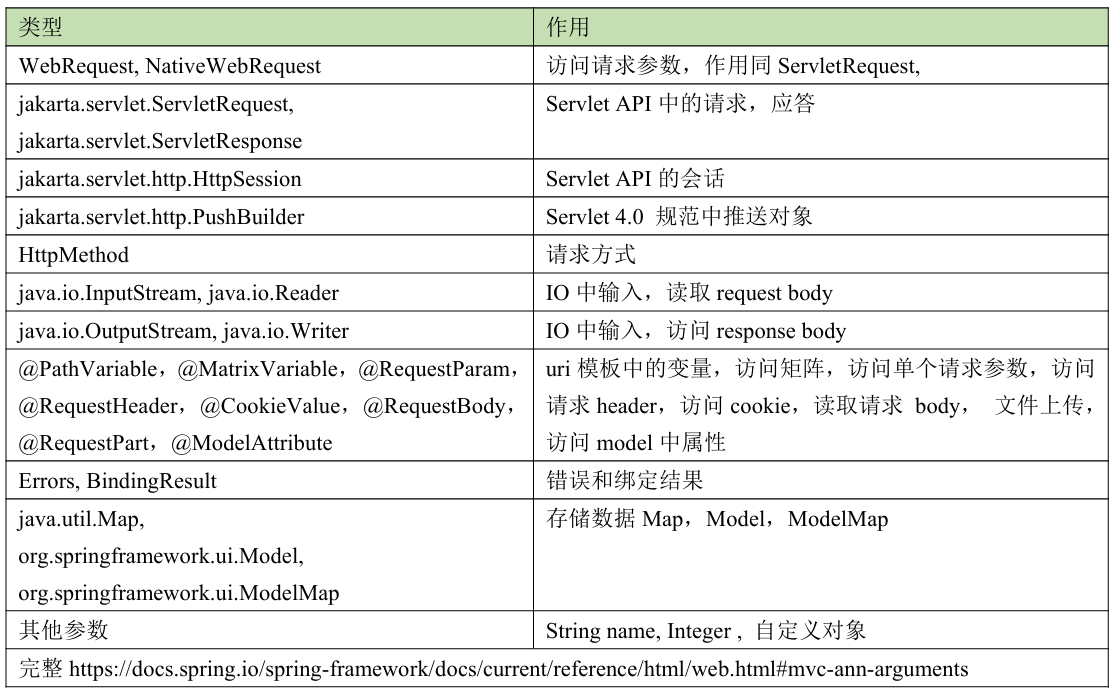 类型 作用
WebRequest, NativeWebRequest 访问请求参数，作用同 ServletRequest,
jakarta.servlet.ServletRequest, Servlet API 中的请求，应答
jakarta.servlet.ServletResponse
jakarta.servlet.http.HttpSession Servlet API 的会话
jakarta.servlet.http.PushBuilder Servlet 4.0 规范中推送对象
HttpMethod 请求方式
java.io.InputStream, java.io.Reader IO 中输入，读取 request body
java.io.OutputStream, java.io.Writer IO 中输入，访问 response body
@PathVariable，@MatrixVariable，@RequestParam， uri 模板中的变量，访问矩阵，访问单个请求参数，访问
@RequestHeader，@CookieValue，@RequestBody， 请求 header，访问 cookie，读取请求 body， 文件上传，
@RequestPart，@ModelAttribute 访问 model 中属性
Errors, BindingResult 错误和绑定结果
java.util.Map, 存储数据 Map，Model，ModelMap
org.springframework.ui.Model,
org.springframework.ui.ModelMap
其他参数 String name, Integer , 自定义对象
完整 https://docs.spring.io/spring-framework/docs/current/reference/html/web.html#mvc-ann-arguments